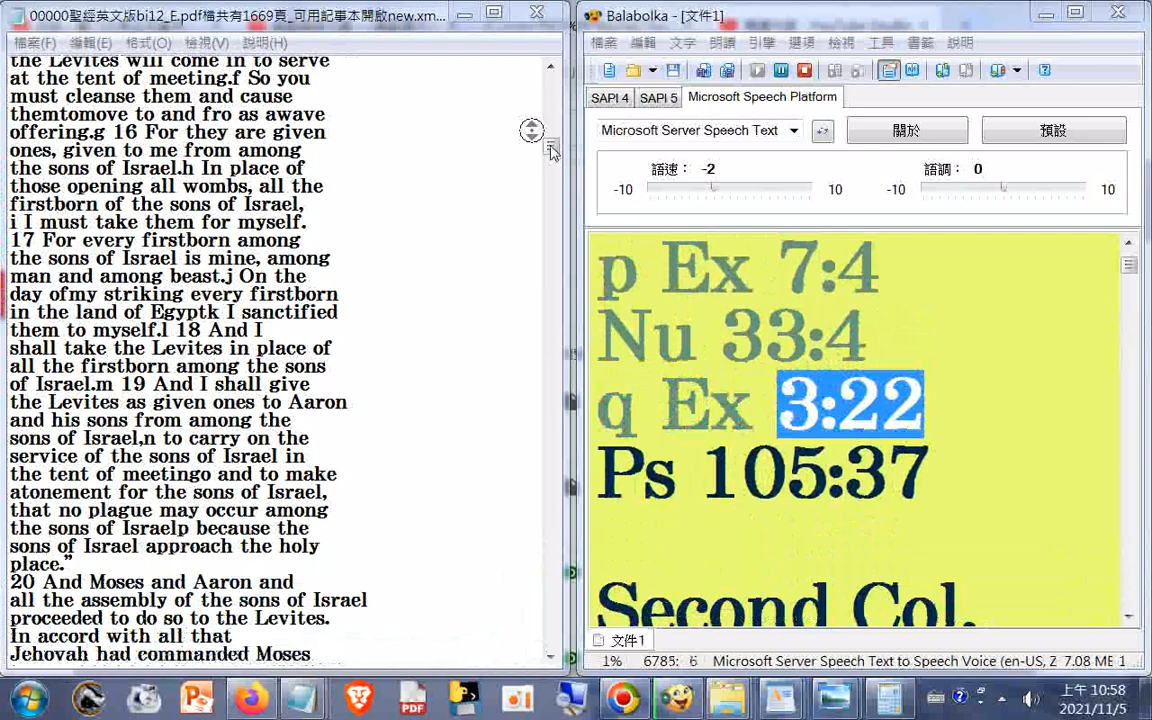 00000聖經英文版bi12_E.pdf檔共有1669頁_可用記事本開啟new.xm...
檔案(F) 編輯(E) 格式(O) 檢視(V) 說明(H)
the Levites will come in to serve
at the tent of meeting.f So you
must cleanse them and cause
themtomove to and fro as awave
offering.g 16 For they are given
ones, given to me from among
the sons of Israel.h In place of
those opening all wombs, all the
firstborn of the sons of Israel,
i I must take them for myself.
17 For every firstborn among
the sons of Israel is mine, among
man and among beast.j On the
day ofmy striking every firstborn
in the land of Egyptk I sanctified
them to myself.l 18 And I
shall take the Levites in place of
all the firstborn among the sons
of Israel.m 19 And I shall give
the Levites as given ones to Aaron
and his sons from among the
sons of Israel,n to carry on the
service of the sons of Israel in
the tent of meetingo and to make
atonement for the sons of Israel,
that no plague may occur among
the sons of Israelp because the
sons of Israel approach the holy
place.”
20 And Moses and Aaron and
all the assembly of the sons of Israel
proceeded to do so to the Levites.
In accord with all that
Jehovah had commanded Moses
Balabolka - [文件1]
檔案 編輯 文字 朗讀 引擎 選項 檢視 工具 書籤 說明
SAPI 4 SAPI 5 Microsoft Speech Platform
Microsoft Server Speech Text 關於 預設
語速: -2 語調: 0
-10 10 -10 10
p Ex 7:4
Nu 33:4
q Ex 3:22
Ps 105:37
Second Col.
文件1
1% 6785: 6 Microsoft Server Speech Text to Speech Voice (en-US, Z 7.08 MB 1
上午 10:58
2021/11/5